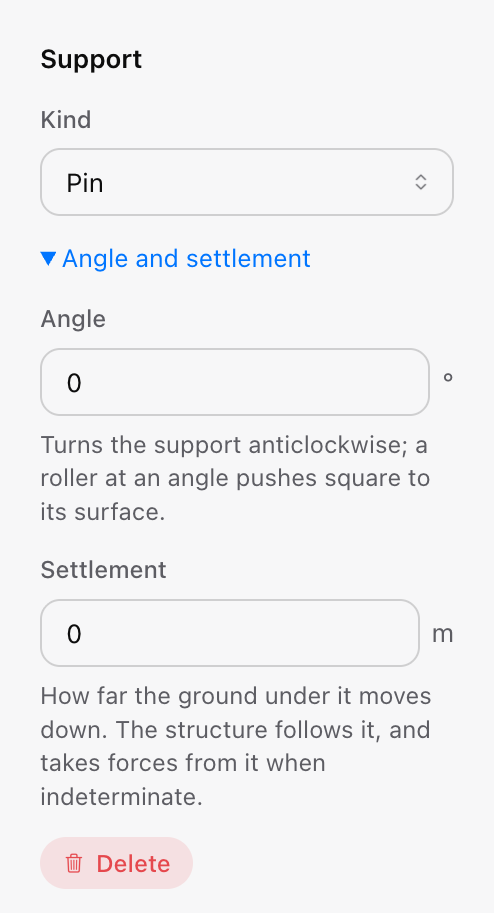 Support
Kind
Pin
Angle and settlement
Angle
0 °
Turns the support anticlockwise; a
roller at an angle pushes square to
its surface.
Settlement
0 m
How far the ground under it moves
down. The structure follows it, and
takes forces from it when
indeterminate.
Delete